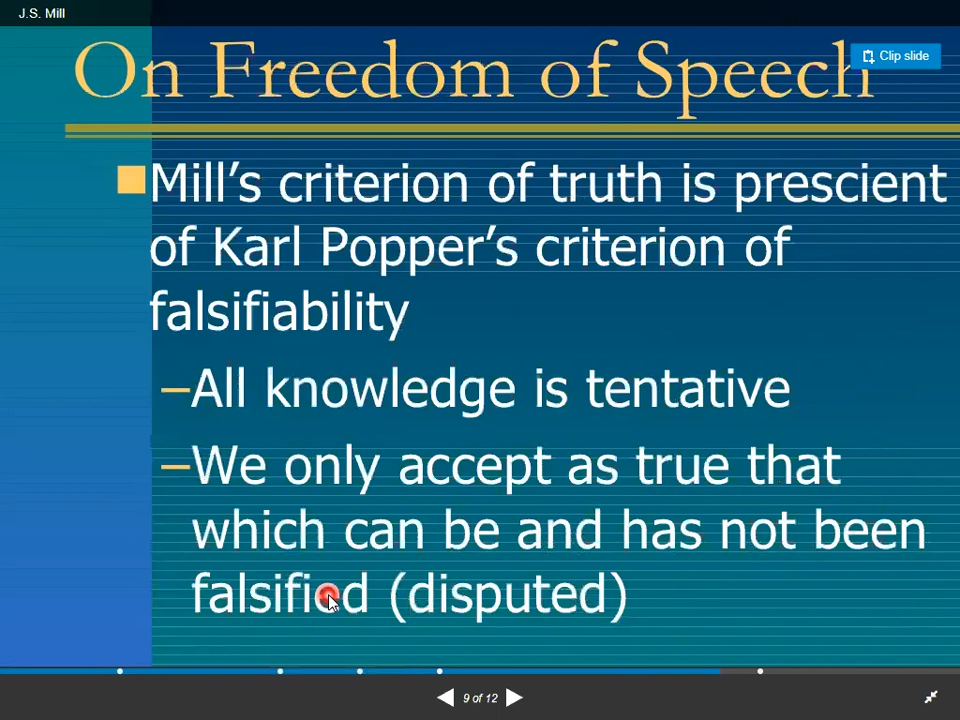 J.S. Mill
On Freedom of Speech
Clip slide
Mill’s criterion of truth is prescient
of Karl Popper’s criterion of
falsifiability
–All knowledge is tentative
–We only accept as true that
which can be and has not been
falsified (disputed)
9 of 12